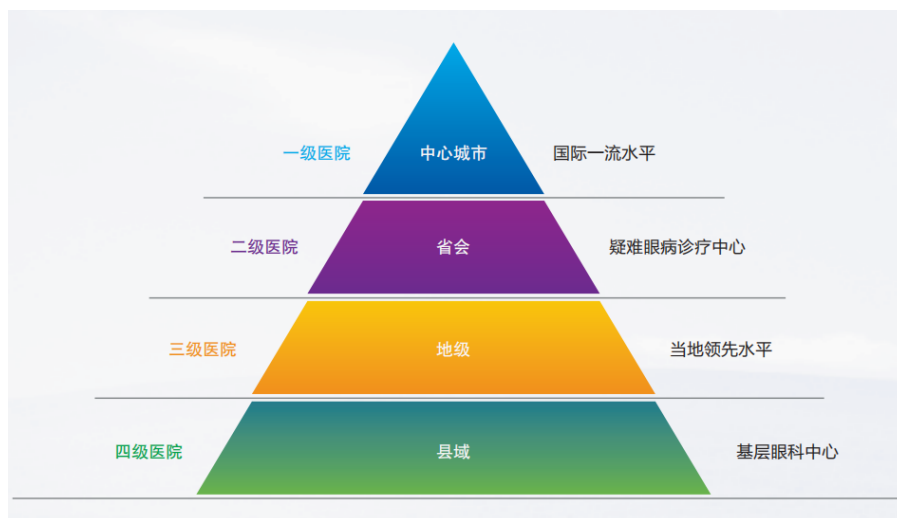 一级医院 中心城市 国际一流水平
二级医院 省会 疑难眼病诊疗中心
三级医院 地级 当地领先水平
四级医院 县域 基层眼科中心